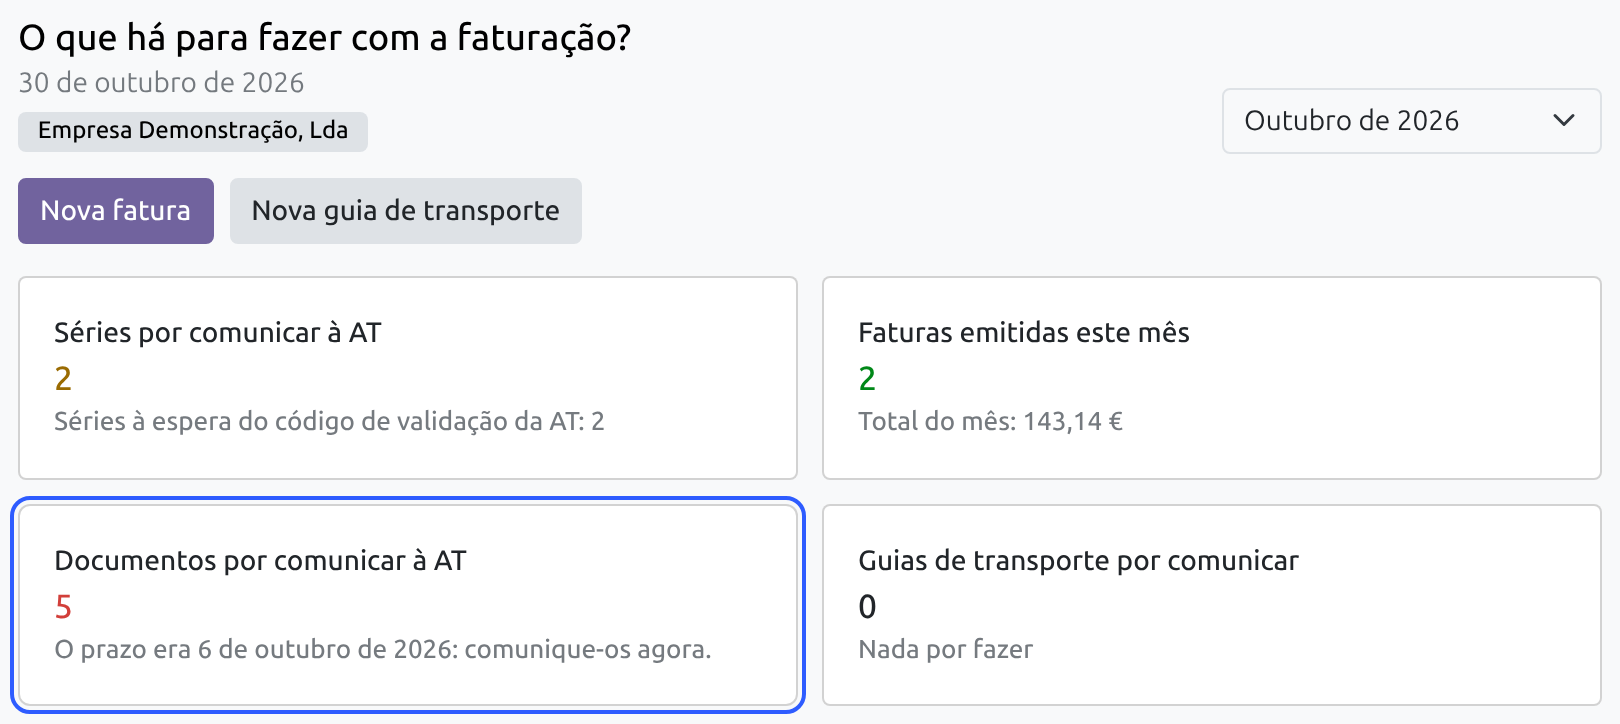 O que há para fazer com a faturação?
30 de outubro de 2026
Empresa Demonstração, Lda
Outubro de 2026
Nova fatura
Nova guia de transporte
Séries por comunicar à AT
2
Séries à espera do código de validação da AT: 2
Faturas emitidas este mês
2
Total do mês: 143,14 €
Documentos por comunicar à AT
5
O prazo era 6 de outubro de 2026: comunique-os agora.
Guias de transporte por comunicar
0
Nada por fazer